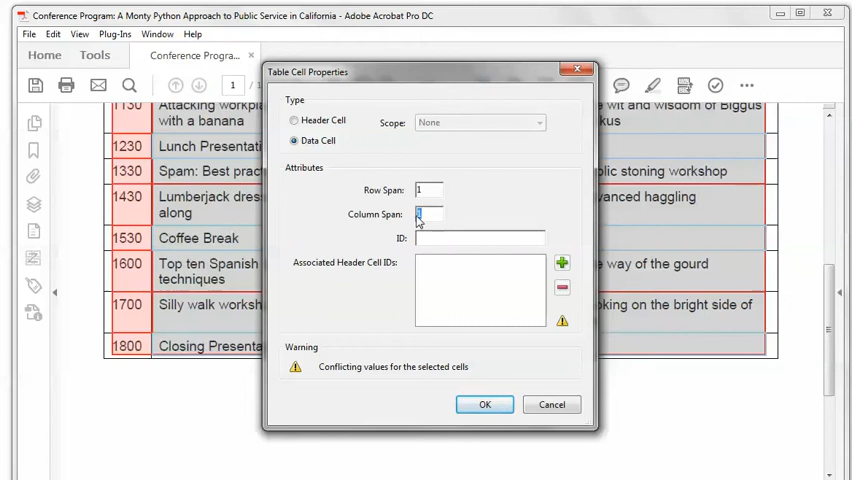 Conference Program: A Monty Python Approach to Public Service in California - Adobe Acrobat Pro DC
File Edit View Plug-Ins Window Help
Home Tools Conference Progra... ×
1 / 1
Table Cell Properties
Type
Header Cell
Scope: None
Data Cell
Attributes
Row Span: 1
Column Span:
ID:
Associated Header Cell IDs:
Warning
Conflicting values for the selected cells
OK Cancel
1130 Attacking workpla
with a banana
1230 Lunch Presentati
1330 Spam: Best prac
1430 Lumberjack dres
along
1530 Coffee Break
1600 Top ten Spanish
techniques
1700 Silly walk worksh
1800 Closing Presenta
e wit and wisdom of Biggus
kus
lic stoning workshop
vanced haggling
e way of the gourd
oking on the bright side of